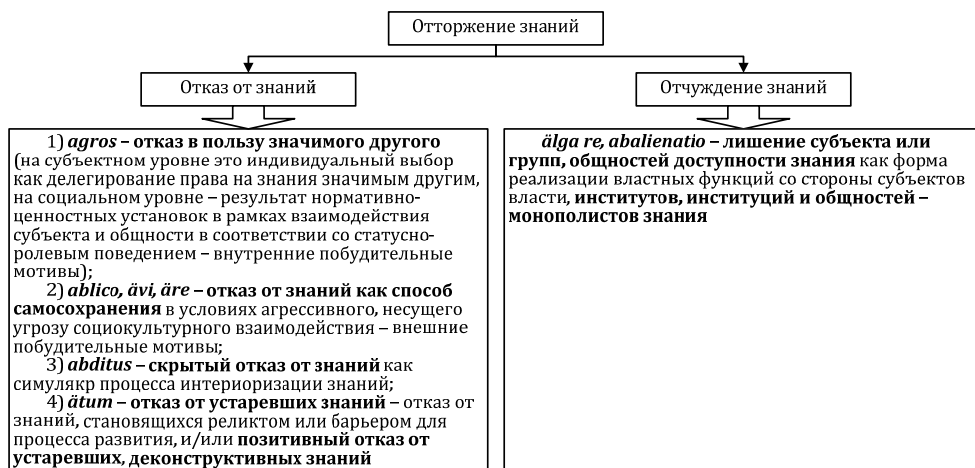 Отторжение знаний
Отказ от знаний
Отчуждение знаний
1) agros – отказ в пользу значимого другого
(на субъектном уровне это индивидуальный выбор
как делегирование права на знания значимым другим,
на социальном уровне – результат нормативно-
ценностных установок в рамках взаимодействия
субъекта и общности в соответствии со статусно-
ролевым поведением – внутренние побудительные
мотивы);
2) ablico, ävi, äre – отказ от знаний как способ
самосохранения в условиях агрессивного, несущего
угрозу социокультурного взаимодействия – внешние
побудительные мотивы;
3) abditus – скрытый отказ от знаний как
симулякр процесса интериоризации знаний;
4) ätum – отказ от устаревших знаний – отказ от
знаний, становящихся реликтом или барьером для
процесса развития, и/или позитивный отказ от
устаревших, деконструктивных знаний
älga re, abalienatio – лишение субъекта или
групп, общностей доступности знания как форма
реализации властных функций со стороны субъектов
власти, институтов, институций и общностей –
монополистов знания